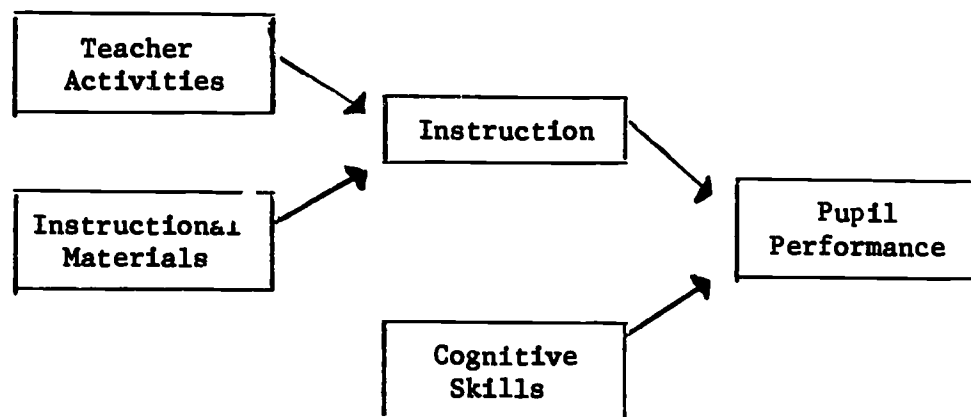 Teacher
Activities
Instruction
Instructional
Materials
Pupil
Performance
Cognitive
Skills